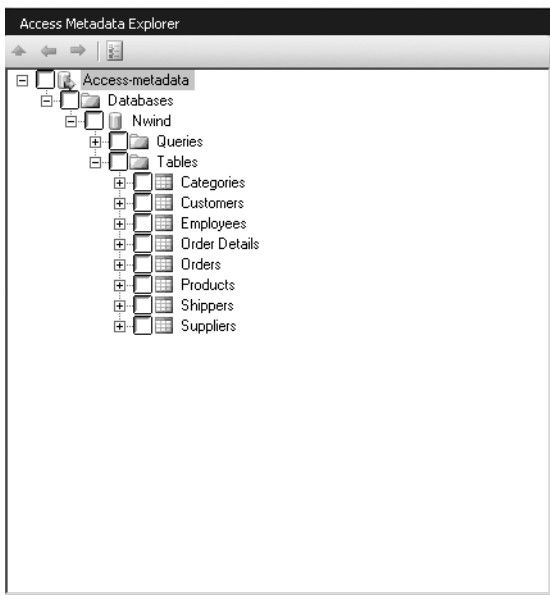 Access Metadata Explorer
Access-metadata
Databases
Nwind
Queries
Tables
Categories
Customers
Employees
Order Details
Orders
Products
Shippers
Suppliers